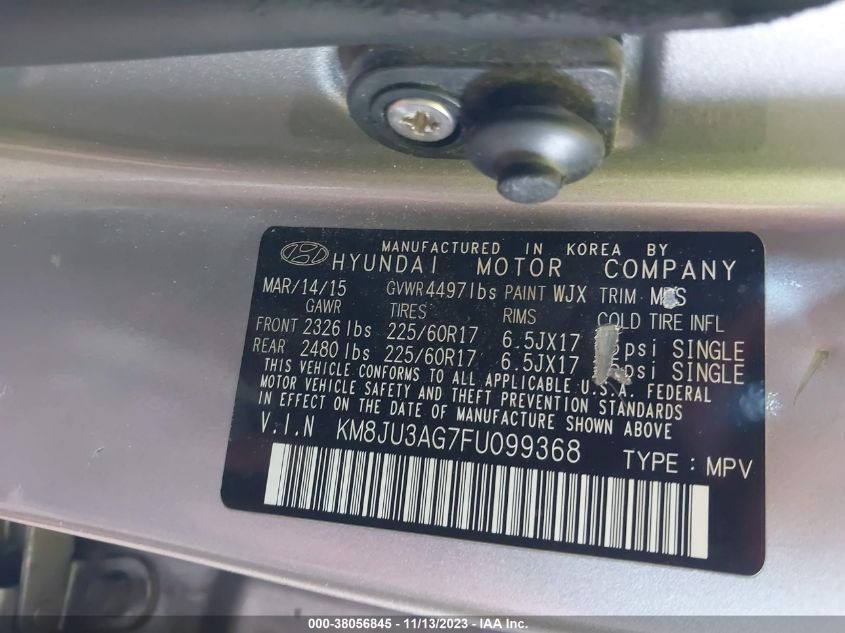 MANUFACTURED IN KOREA BY
HYUNDAI MOTOR COMPANY
MAR/14/15 GVWR 4497lbs PAINT WJX TRIM
GAWR TIRES RIMS COLD TIRE INFL
FRONT 2326 lbs 225/60R17 6.5JX17 psi SINGLE
REAR 2480 lbs 225/60R17 6.5JX17 psi SINGLE
THIS VEHICLE CONFORMS TO ALL APPLICABLE U.S.A. FEDERAL
MOTOR VEHICLE SAFETY AND THEFT PREVENTION STANDARDS
IN EFFECT ON THE DATE OF MANUFACTURE SHOWN ABOVE
V.I.N KM8JU3AG7FU099368 TYPE : MPV
000-38056845 - 11/13/2023 - IAA Inc.